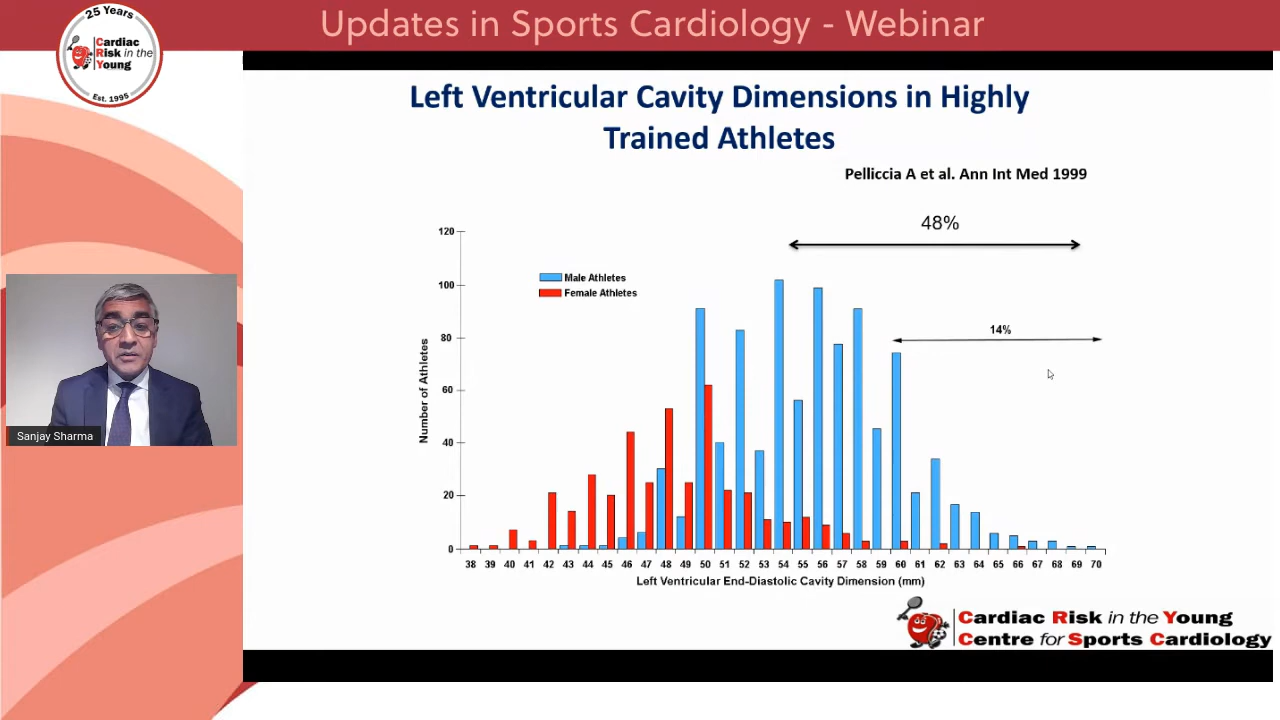 Updates in Sports Cardiology - Webinar
25 Years
Cardiac
Risk in the
Young
Est. 1995
Left Ventricular Cavity Dimensions in Highly
Trained Athletes
Pelliccia A et al. Ann Int Med 1999
48%
14%
Male Athletes
Female Athletes
Number of Athletes
120
100
80
60
40
20
0
38 39 40 41 42 43 44 45 46 47 48 49 50 51 52 53 54 55 56 57 58 59 60 61 62 63 64 65 66 67 68 69 70
Left Ventricular End-Diastolic Cavity Dimension (mm)
Sanjay Sharma
Cardiac Risk in the Young
Centre for Sports Cardiology